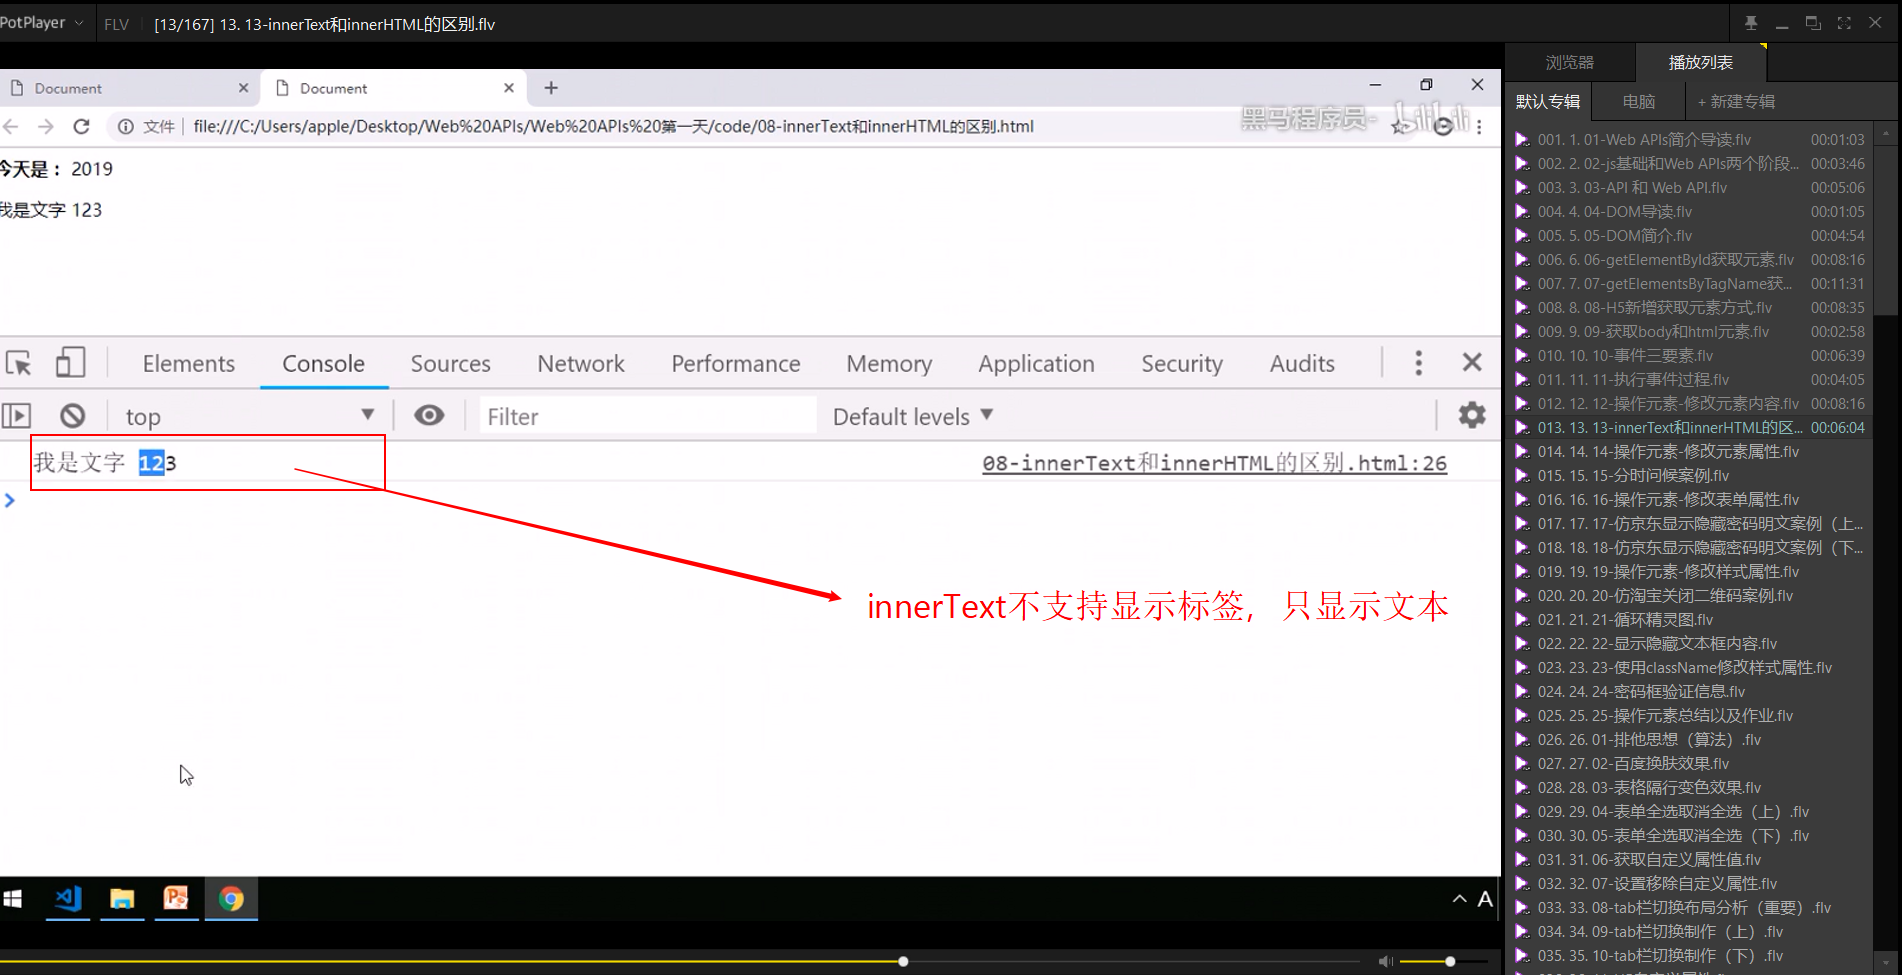 PotPlayer
FLV
[13/167] 13. 13-innerText和innerHTML的区别.flv
浏览器
播放列表
默认专辑
电脑
+ 新建专辑
Document
Document
文件
file:///C:/Users/apple/Desktop/Web%20APIs/Web%20APIs%20第一天/code/08-innerText和innerHTML的区别.html
黑马程序员-
bilibili
今天是： 2019
我是文字 123
Elements
Console
Sources
Network
Performance
Memory
Application
Security
Audits
top
Filter
Default levels
我是文字 123
08-innerText和innerHTML的区别.html:26
innerText不支持显示标签，只显示文本
A
001. 1. 01-Web APIs简介导读.flv 00:01:03
002. 2. 02-js基础和Web APIs两个阶段... 00:03:46
003. 3. 03-API 和 Web API.flv 00:05:06
004. 4. 04-DOM导读.flv 00:01:05
005. 5. 05-DOM简介.flv 00:04:54
006. 6. 06-getElementById获取元素.flv 00:08:16
007. 7. 07-getElementsByTagName获... 00:11:31
008. 8. 08-H5新增获取元素方式.flv 00:08:35
009. 9. 09-获取body和html元素.flv 00:02:58
010. 10. 10-事件三要素.flv 00:06:39
011. 11. 11-执行事件过程.flv 00:04:05
012. 12. 12-操作元素-修改元素内容.flv 00:08:16
013. 13. 13-innerText和innerHTML的区... 00:06:04
014. 14. 14-操作元素-修改元素属性.flv
015. 15. 15-分时问候案例.flv
016. 16. 16-操作元素-修改表单属性.flv
017. 17. 17-仿京东显示隐藏密码明文案例（上...
018. 18. 18-仿京东显示隐藏密码明文案例（下...
019. 19. 19-操作元素-修改样式属性.flv
020. 20. 20-仿淘宝关闭二维码案例.flv
021. 21. 21-循环精灵图.flv
022. 22. 22-显示隐藏文本框内容.flv
023. 23. 23-使用className修改样式属性.flv
024. 24. 24-密码框验证信息.flv
025. 25. 25-操作元素总结以及作业.flv
026. 26. 01-排他思想（算法）.flv
027. 27. 02-百度换肤效果.flv
028. 28. 03-表格隔行变色效果.flv
029. 29. 04-表单全选取消全选（上）.flv
030. 30. 05-表单全选取消全选（下）.flv
031. 31. 06-获取自定义属性值.flv
032. 32. 07-设置移除自定义属性.flv
033. 33. 08-tab栏切换布局分析（重要）.flv
034. 34. 09-tab栏切换制作（上）.flv
035. 35. 10-tab栏切换制作（下）.flv